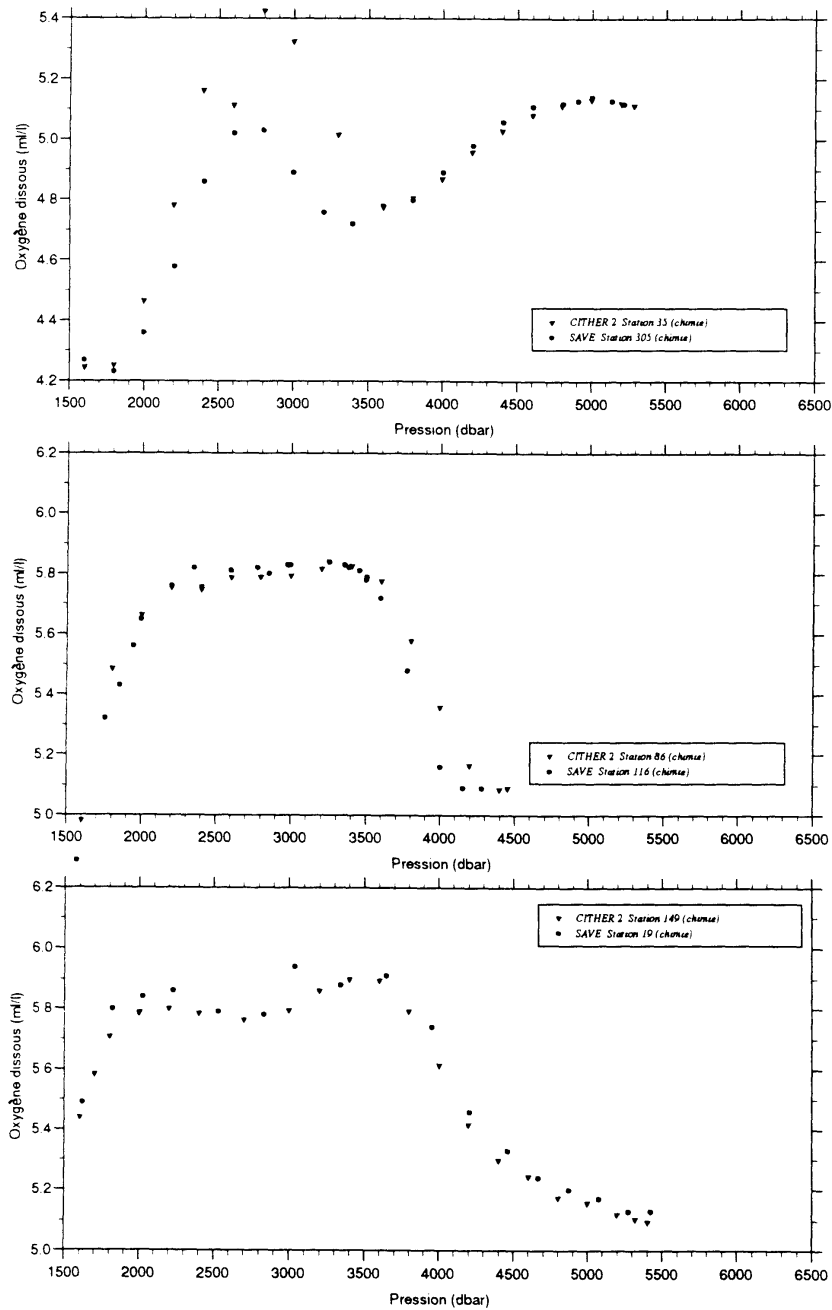 5.4
5.2
5.0
4.8
4.6
4 4
4.2
Oxygène dissous (ml/l)
▼ CITHER 2 Station 35 (chimie)
● SAVE Station 305 (chimie)
1500 2000 2500 3000 3500 4000 4500 5000 5500 6000 6500
Pression (dbar)
6.2
6.0
5.8
5.6
5 4
5.2
5 0
Oxygène dissous (ml/l)
▼ CITHER 2 Station 86 (chimie)
● SAVE Station 116 (chimie)
1500 2000 2500 3000 3500 4000 4500 5000 5500 6000 6500
Pression (dbar)
6.2
6.0
5.8
5.6
5.4
5.2
5.0
Oxygène dissous (ml/l)
▼ CITHER 2 Station 149 (chimie)
● SAVE Station 19 (chimie)
1500 2000 2500 3000 3500 4000 4500 5000 5500 6000 6500
Pression (dbar)